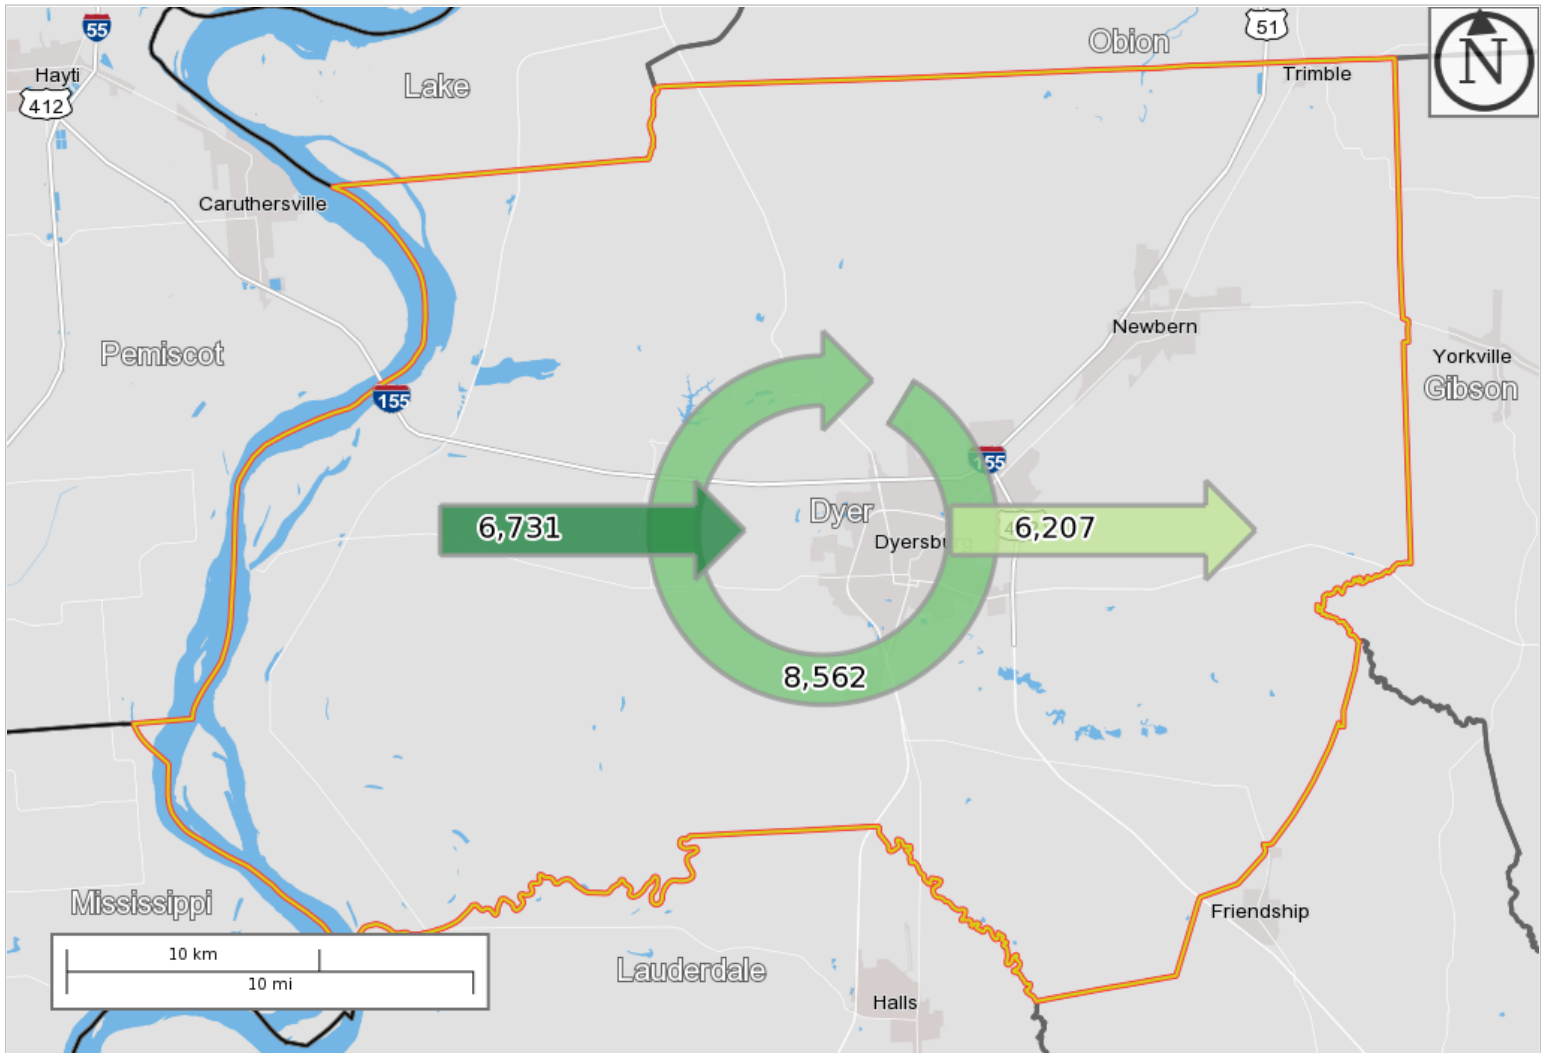 55
51
Obion
N
Hayti
Lake
Trimble
412
Caruthersville
Newbern
Pemiscot
Yorkville
Gibson
155
155
Dyer
6,731
6,207
Dyersburg
8,562
Mississippi
Friendship
10 km
10 mi
Lauderdale
Halls